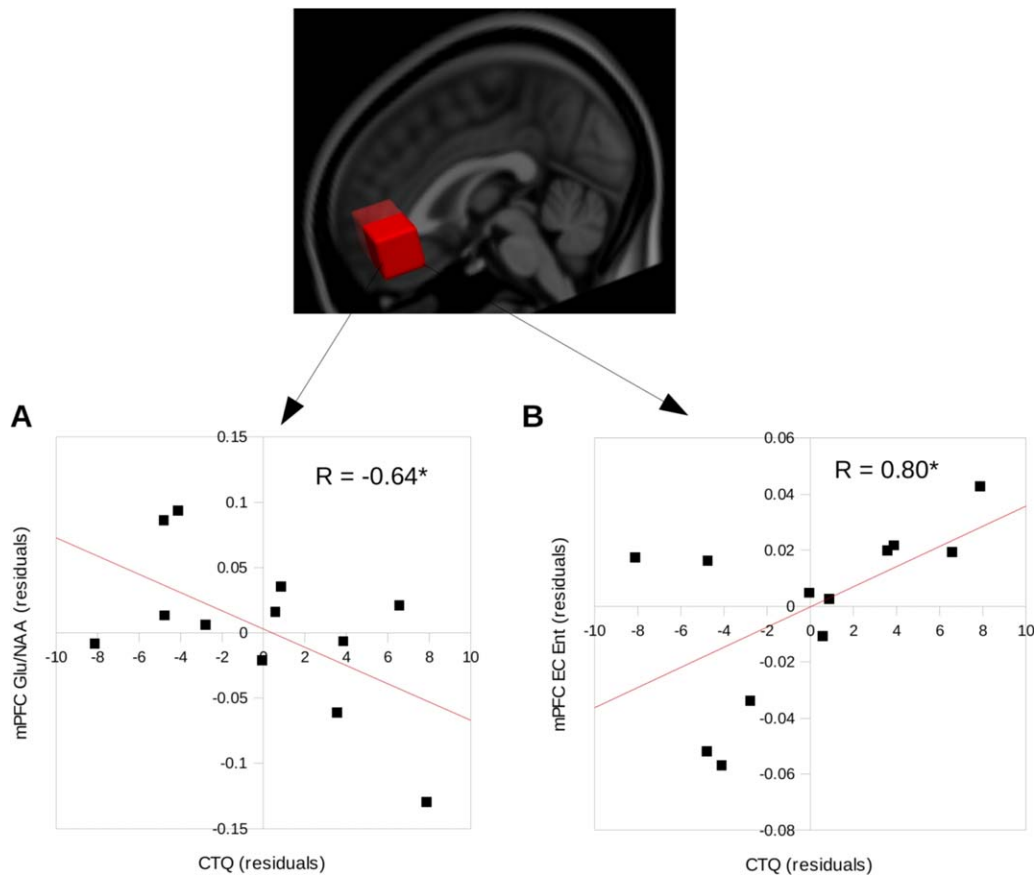 A
B
R = -0.64*
0.15
0.1
0.05
0
-0.05
-0.1
-0.15
-10 -8 -6 -4 -2 0 2 4 6 8 10
mPFC Glu/NAA (residuals)
CTQ (residuals)
R = 0.80*
0.06
0.04
0.02
0
-0.02
-0.04
-0.06
-0.08
-10 -8 -6 -4 -2 0 2 4 6 8 10
mPFC EC Ent (residuals)
CTQ (residuals)